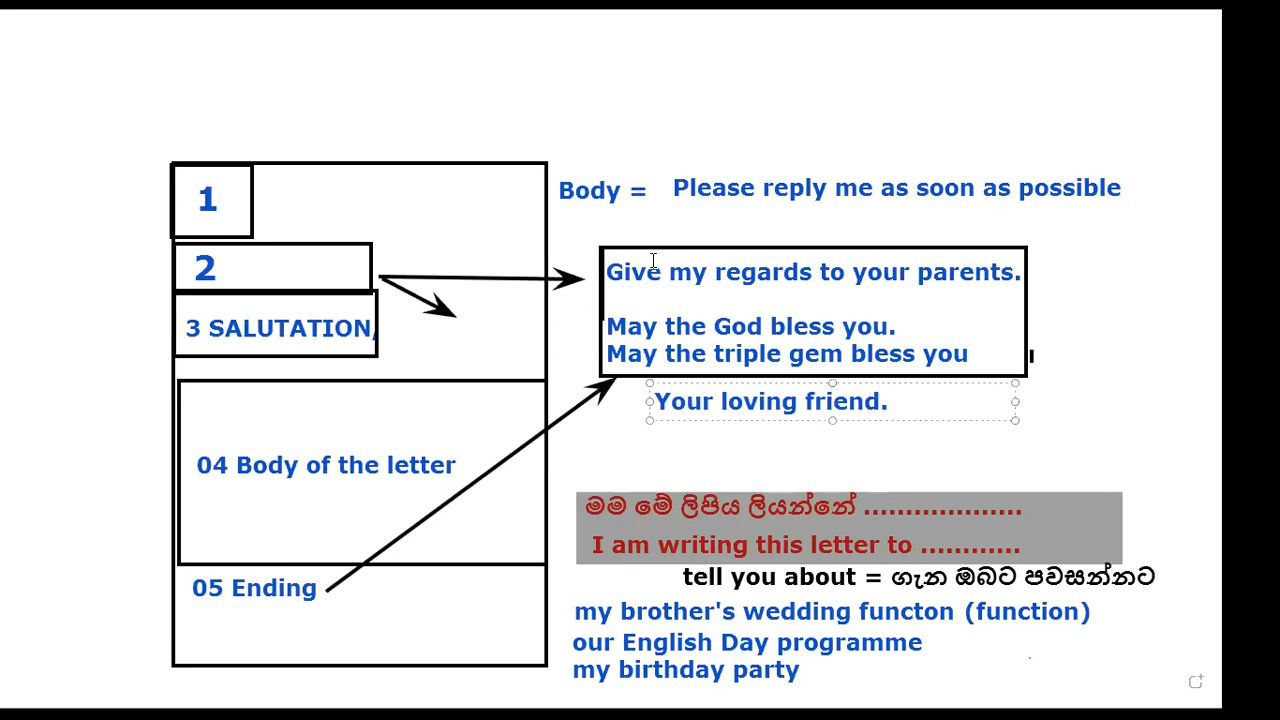 1
2
3 SALUTATION,
04 Body of the letter
05 Ending
Body = Please reply me as soon as possible
Give my regards to your parents.
May the God bless you.
May the triple gem bless you
Your loving friend.
මම මේ ලිපිය ලියන්නේ ...................
I am writing this letter to ............
tell you about = ගැන ඔබට පවසන්නට
my brother's wedding functon (function)
our English Day programme
my birthday party